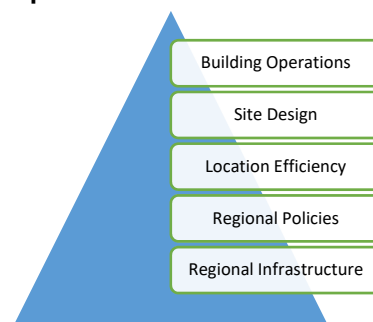 Building Operations
Site Design
Location Efficiency
Regional Policies
Regional Infrastructure